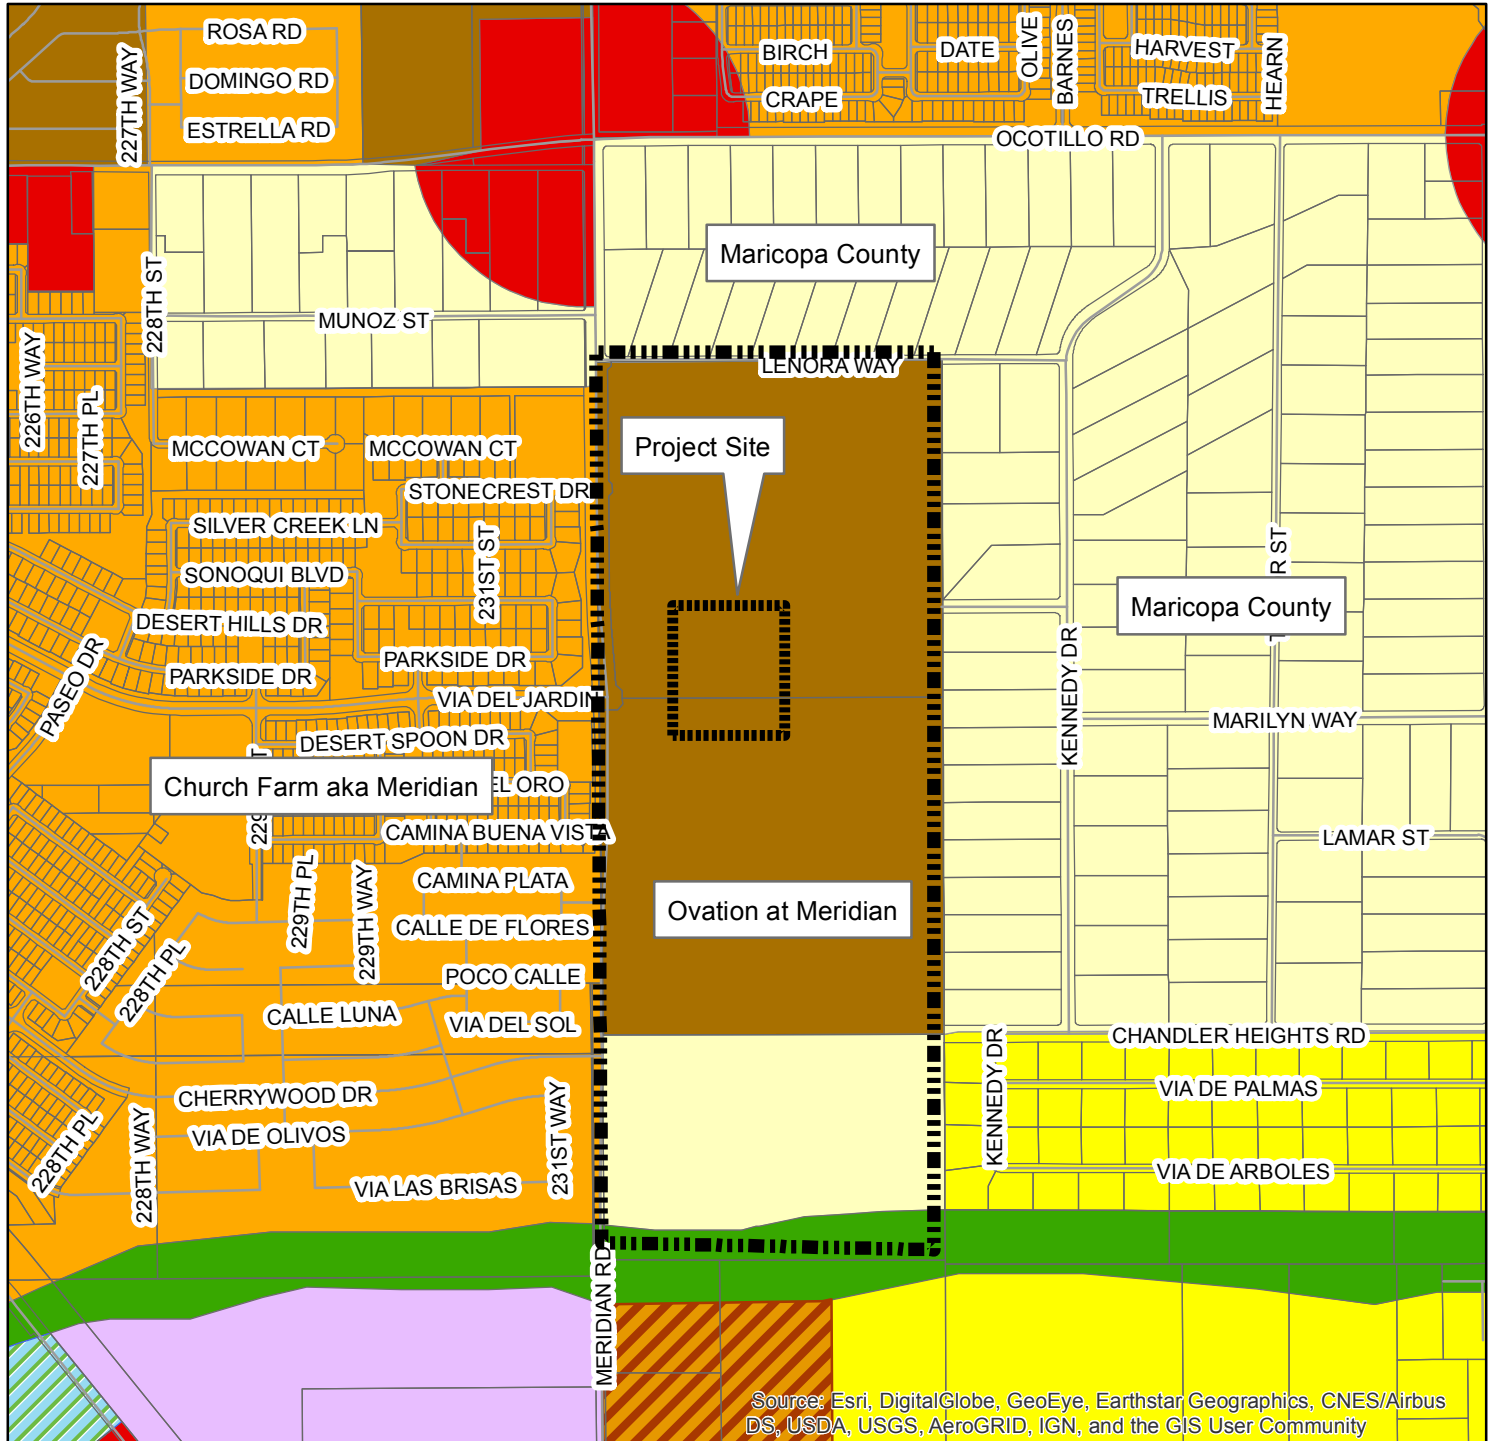 ROSA RD
BIRCH
DATE
OLIVE
BARNES
HARVEST
HEARN
227TH WAY
DOMINGO RD
CRAPE
TRELLIS
ESTRELLA RD
OCOTILLO RD
Maricopa County
228TH ST
MUNOZ ST
LENORA WAY
226TH WAY
227TH PL
MCCOWAN CT
MCCOWAN CT
Project Site
STONECREST DR
SILVER CREEK LN
231ST ST
SONOQUI BLVD
R ST
Maricopa County
DESERT HILLS DR
PARKSIDE DR
PARKSIDE DR
PASEO DR
VIA DEL JARDIN
KENNEDY DR
MARILYN WAY
DESERT SPOON DR
Church Farm aka Meridian
EL ORO
CAMINA BUENA VISTA
LAMAR ST
229TH PL
229TH WAY
CAMINA PLATA
Ovation at Meridian
CALLE DE FLORES
228TH ST
228TH PL
POCO CALLE
CALLE LUNA
VIA DEL SOL
KENNEDY DR
CHANDLER HEIGHTS RD
CHERRYWOOD DR
VIA DE PALMAS
228TH PL
228TH WAY
VIA DE OLIVOS
231ST WAY
VIA DE ARBOLES
VIA LAS BRISAS
MERIDIAN RD
Source: Esri, DigitalGlobe, GeoEye, Earthstar Geographics, CNES/Airbus
DS, USDA, USGS, AeroGRID, IGN, and the GIS User Community